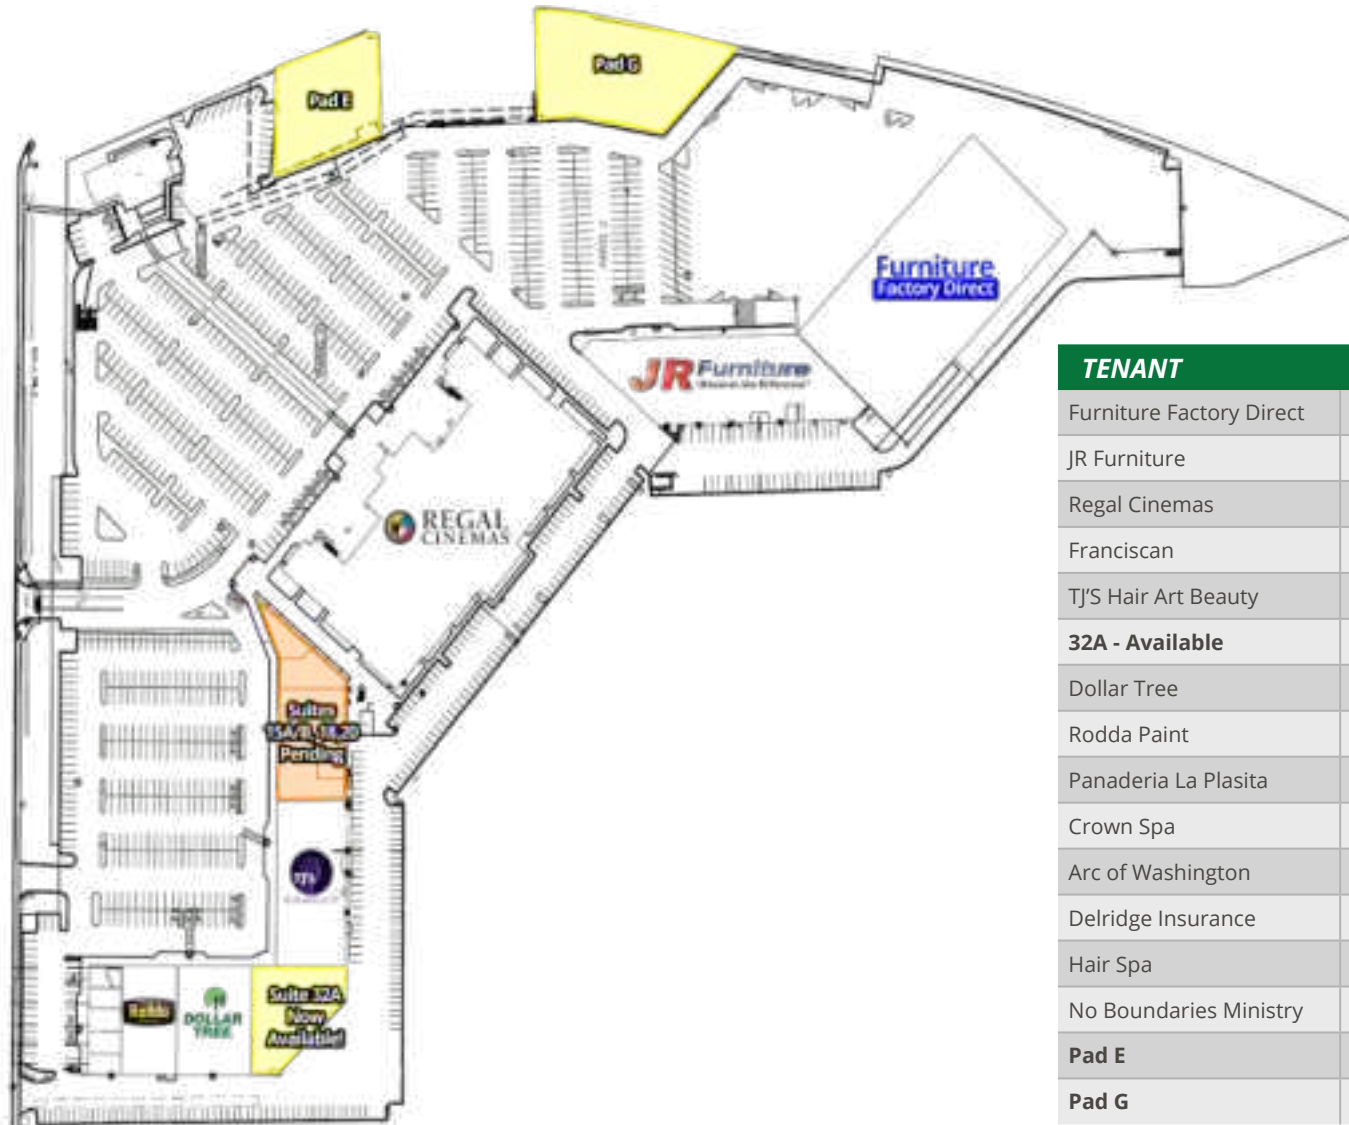 Pad E
Pad G
Furniture
Factory Direct
JR Furniture
REGAL
CINEMAS
Suites
15A/B, 18,20
Pending
TJ's
Rodda
DOLLAR
TREE
Suite 32A
Now
Available!
TENANT
Furniture Factory Direct
JR Furniture
Regal Cinemas
Franciscan
TJ'S Hair Art Beauty
32A - Available
Dollar Tree
Rodda Paint
Panaderia La Plasita
Crown Spa
Arc of Washington
Delridge Insurance
Hair Spa
No Boundaries Ministry
Pad E
Pad G